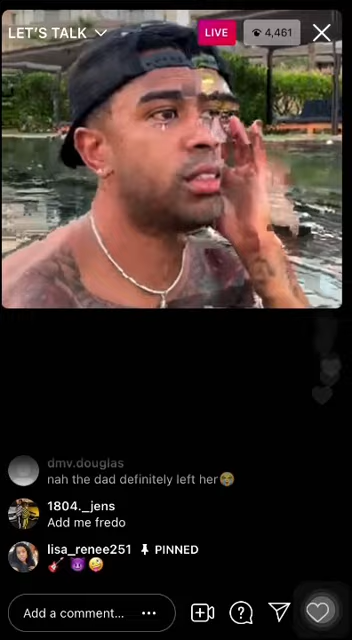 LET'S TALK
LIVE
4,461
dmv.douglas
nah the dad definitely left her😭
1804._jens
Add me fredo
lisa_renee251 PINNED
🎸😈🤪
Add a comment...